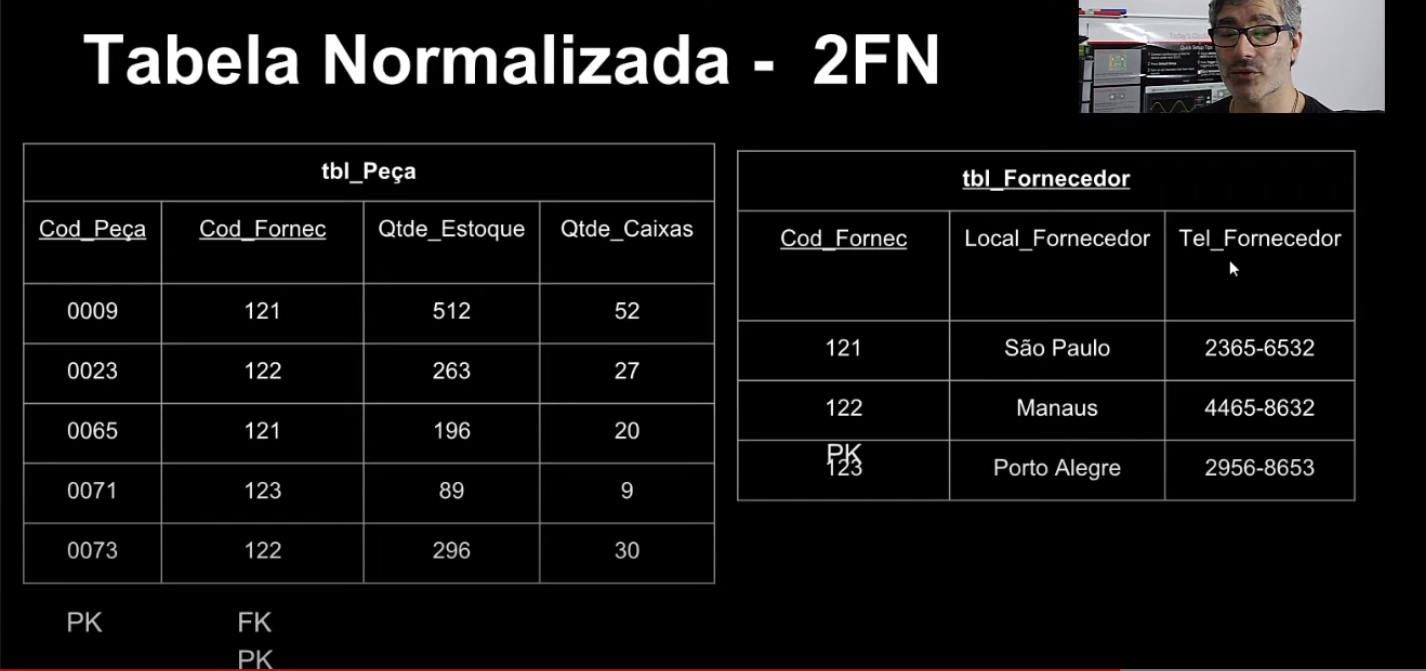 Tabela Normalizada - 2FN
tbl_Peça
Cod_Peça Cod_Fornec Qtde_Estoque Qtde_Caixas
0009 121 512 52
0023 122 263 27
0065 121 196 20
0071 123 89 9
0073 122 296 30
PK FK
PK
tbl_Fornecedor
Cod_Fornec Local_Fornecedor Tel_Fornecedor
121 São Paulo 2365-6532
122 Manaus 4465-8632
PK
123 Porto Alegre 2956-8653